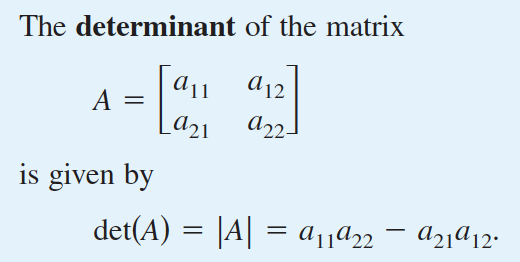 The determinant of the matrix
A = [a₁₁ a₁₂
a₂₁ a₂₂]
is given by
det(A) = |A| = a₁₁a₂₂ − a₂₁a₁₂.